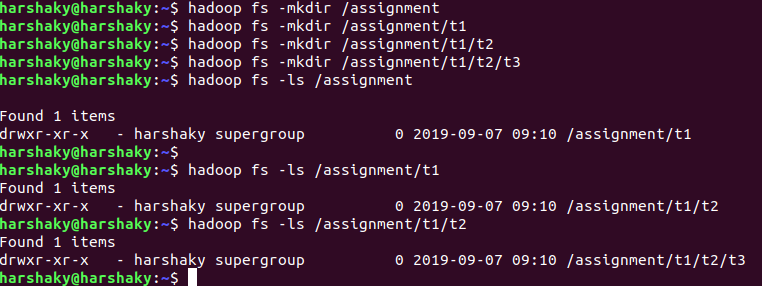 harshaky@harshaky:~$ hadoop fs -mkdir /assignment
harshaky@harshaky:~$ hadoop fs -mkdir /assignment/t1
harshaky@harshaky:~$ hadoop fs -mkdir /assignment/t1/t2
harshaky@harshaky:~$ hadoop fs -mkdir /assignment/t1/t2/t3
harshaky@harshaky:~$ hadoop fs -ls /assignment
Found 1 items
drwxr-xr-x   - harshaky supergroup          0 2019-09-07 09:10 /assignment/t1
harshaky@harshaky:~$
harshaky@harshaky:~$ hadoop fs -ls /assignment/t1
Found 1 items
drwxr-xr-x   - harshaky supergroup          0 2019-09-07 09:10 /assignment/t1/t2
harshaky@harshaky:~$ hadoop fs -ls /assignment/t1/t2
Found 1 items
drwxr-xr-x   - harshaky supergroup          0 2019-09-07 09:10 /assignment/t1/t2/t3
harshaky@harshaky:~$